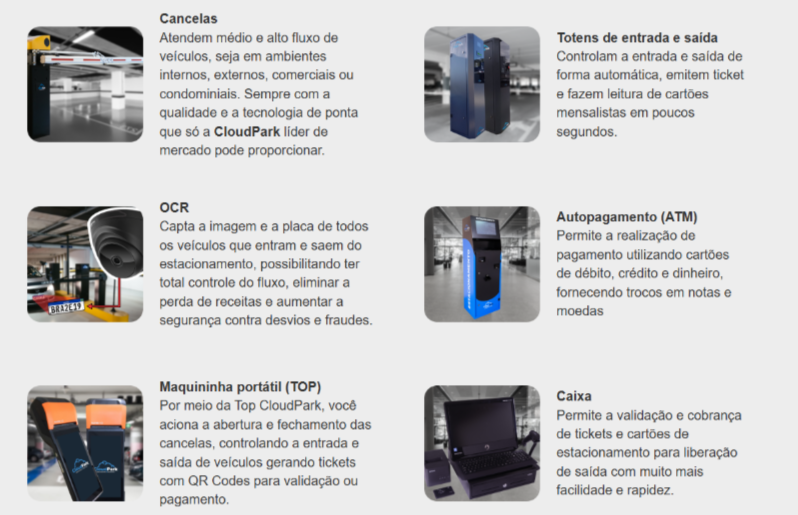 Cancelas
Atendem médio e alto fluxo de
veículos, seja em ambientes
internos, externos, comerciais ou
condominiais. Sempre com a
qualidade e a tecnologia de ponta
que só a CloudPark líder de
mercado pode proporcionar.
Totens de entrada e saída
Controlam a entrada e saída de
forma automática, emitem ticket
e fazem leitura de cartões
mensalistas em poucos
segundos.
OCR
Capta a imagem e a placa de todos
os veículos que entram e saem do
estacionamento, possibilitando ter
total controle do fluxo, eliminar a
perda de receitas e aumentar a
segurança contra desvios e fraudes.
BRA2E19
Autopagamento (ATM)
Permite a realização de
pagamento utilizando cartões
de débito, crédito e dinheiro,
fornecendo trocos em notas e
moedas
Maquininha portátil (TOP)
Por meio da Top CloudPark, você
aciona a abertura e fechamento das
cancelas, controlando a entrada e
saída de veículos gerando tickets
com QR Codes para validação ou
pagamento.
Caixa
Permite a validação e cobrança
de tickets e cartões de
estacionamento para liberação
de saída com muito mais
facilidade e rapidez.